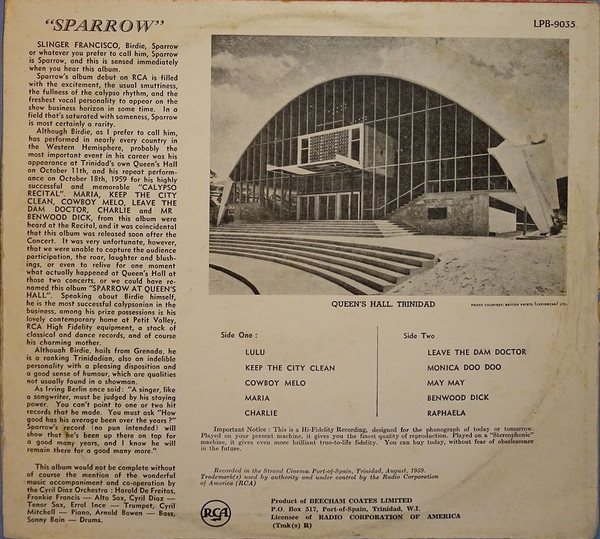 "SPARROW"
LPB-9035
SLINGER FRANCISCO, Birdie, Sparrow
or whatever you prefer to call him, Sparrow
is Sparrow, and this is sensed immediately
when you hear this album.
Sparrow's album debut on RCA is filled
with the excitement, the usual smuttiness,
the fullness of the calypso rhythm, and the
freshest vocal personality to appear on the
show business horizon in some time. In a
field that's saturated with sameness, Sparrow
is most certainly a rarity.
Although Birdie, as I prefer to call him,
has performed in nearly every country in
the Western Hemisphere, probably the
most important event in his career was his
appearance at Trinidad's own Queen's Hall
on October 11th, and his repeat perform-
ance on October 18th, 1959 for his highly
successful and memorable "CALYPSO
RECITAL". MARIA, KEEP THE CITY
CLEAN, COWBOY MELO, LEAVE THE
DAM DOCTOR, CHARLIE and MR
BENWOOD DICK, from this album were
heard at the Recital, and it was coincidental
that this album was released soon after the
Concert. It was very unfortunate, however,
that we were unable to capture the audience
participation, the roar, laughter and blush-
ings, or even to relive for one moment
what actually happened at Queen's Hall at
those two concerts, or we could have re-
named this album "SPARROW AT QUEEN'S
HALL". Speaking about Birdie himself,
he is the most successful calypsonian in the
business, among his prize possessions is his
lovely contemporary home at Petit Valley,
RCA High Fidelity equipment, a stack of
classical and dance records, and of course
his charming mother.
Although Birdie, hails from Grenada, he
is a ranking Trinidadian, also an indelible
personality with a pleasing disposition and
a good sense of humour, which are qualities
not usually found in a showman.
As Irving Berlin once said: "A singer, like
a songwriter, must be judged by his staying
power. You can't point to one or two hit
records that he made. You must ask "How
good has his average been over the years?"
Sparrow's record (no pun intended) will
show that he's been up there on top for
a good many years, and I know he will
remain there for a good many more."
This album would not be complete without
of course the mention of the wonderful
music accompaniment and co-operation by
the Cyril Diaz Orchestra: Harold De Freitas,
Frankie Francis — Alto Sax, Cyril Diaz —
Tenor Sax, Errol Ince — Trumpet, Cyril
Mitchell — Piano, Arnold Bowen — Bass,
Sonny Bain — Drums.
QUEEN'S HALL, TRINIDAD
PHOTO COURTESY: BRITISH PAINTS (CARIBBEAN) LTD.
Side One :
LULU
KEEP THE CITY CLEAN
COWBOY MELO
MARIA
CHARLIE
Side Two
LEAVE THE DAM DOCTOR
MONICA DOO DOO
MAY MAY
BENWOOD DICK
RAPHAELA
Important Notice : This is a Hi-Fidelity Recording, designed for the phonograph of today or tomorrow.
Played on your present machine, it gives you the finest quality of reproduction. Played on a "Stereophonic"
machine, it gives even more brilliant true-to-life fidelity. You can buy today, without fear of obsolescence
in the future.
Recorded in the Strand Cinema Port-of-Spain, Trinidad, August, 1959.
Trademark(s) used by authority and under control by the Radio Corporation
of America (RCA)
RCA
Product of BEECHAM COATES LIMITED
P.O. Box 517, Port-of-Spain, Trinidad, W.I.
Licensee of RADIO CORPORATION OF AMERICA
(Tmk(s) R)